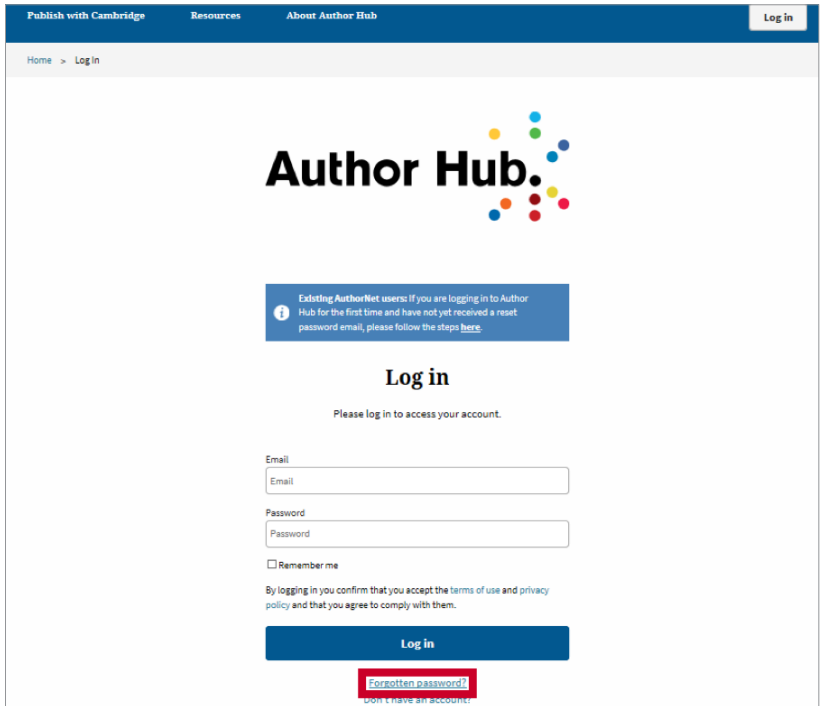 Publish with Cambridge Resources About Author Hub Log in
Home > Log In
Author Hub.
Existing AuthorNet users: If you are logging in to Author
Hub for the first time and have not yet received a reset
password email, please follow the steps here.
Log in
Please log in to access your account.
Email
Email
Password
Password
Remember me
By logging in you confirm that you accept the terms of use and privacy
policy and that you agree to comply with them.
Log in
Forgotten password?
Don't have an account?